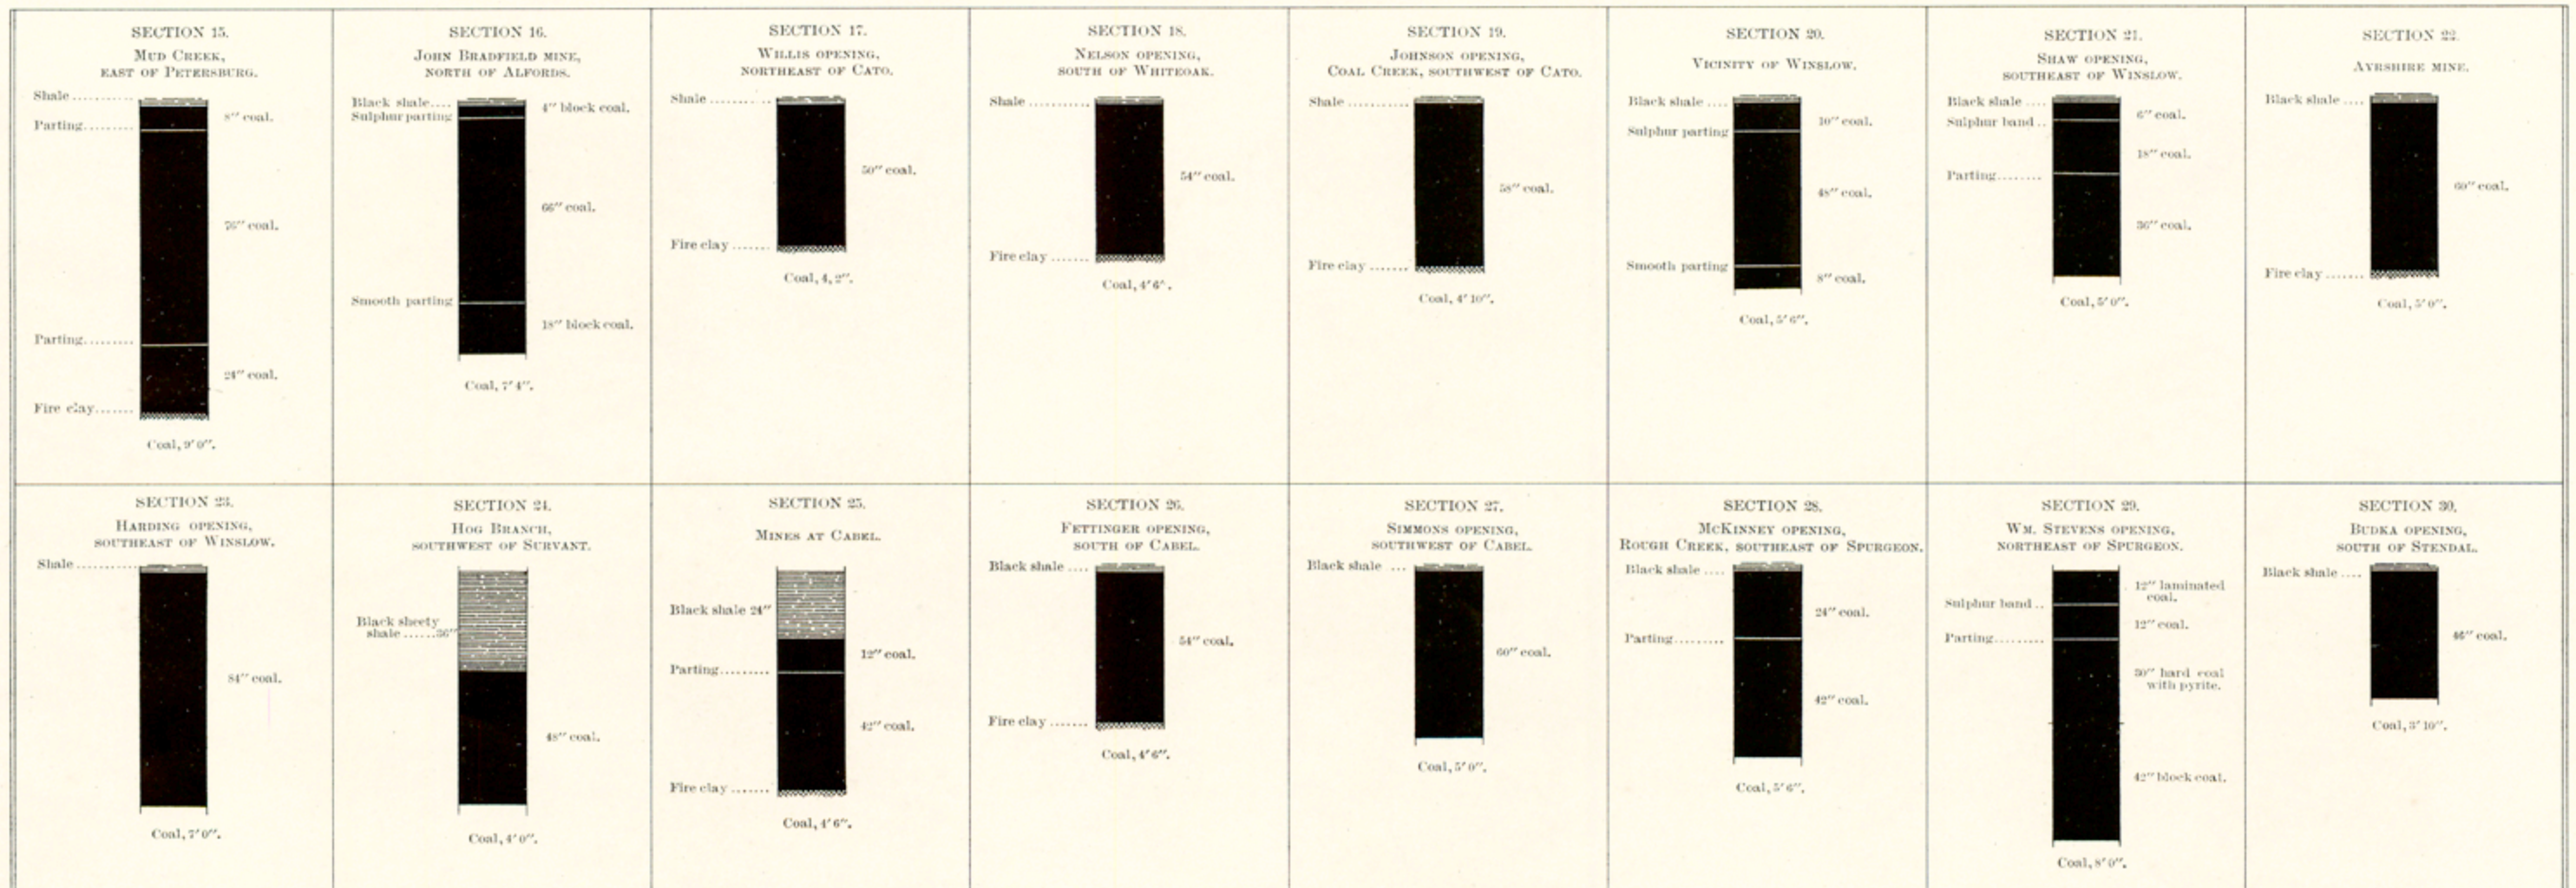 SECTION 15.
MUD CREEK,
EAST OF PETERSBURG.
Shale
8″ coal.
Parting
76″ coal.
Parting
24″ coal.
Fire clay
Coal, 9′ 0″.
SECTION 16.
JOHN BRADFIELD MINE,
NORTH OF ALFORDS.
Black shale
4″ block coal.
Sulphur parting
66″ coal.
Smooth parting
18″ block coal.
Coal, 7′ 4″.
SECTION 17.
WILLIS OPENING,
NORTHEAST OF CATO.
Shale
50″ coal.
Fire clay
Coal, 4, 2″.
SECTION 18.
NELSON OPENING,
SOUTH OF WHITEOAK.
Shale
54″ coal.
Fire clay
Coal, 4′ 6″.
SECTION 19.
JOHNSON OPENING,
COAL CREEK, SOUTHWEST OF CATO.
Shale
58″ coal.
Fire clay
Coal, 4′ 10″.
SECTION 20.
VICINITY OF WINSLOW.
Black shale
10″ coal.
Sulphur parting
48″ coal.
Smooth parting
8″ coal.
Coal, 5′ 6″.
SECTION 21.
SHAW OPENING,
SOUTHEAST OF WINSLOW.
Black shale
6″ coal.
Sulphur band
18″ coal.
Parting
36″ coal.
Coal, 5′ 0″.
SECTION 22.
AYRSHIRE MINE.
Black shale
60″ coal.
Fire clay
Coal, 5′ 0″.
SECTION 23.
HARDING OPENING,
SOUTHEAST OF WINSLOW.
Shale
84″ coal.
Coal, 7′ 0″.
SECTION 24.
HOG BRANCH,
SOUTHWEST OF SURVANT.
Black sheety
shale ......36″
48″ coal.
Coal, 4′ 0″.
SECTION 25.
MINES AT CABEL.
Black shale 24″
12″ coal.
Parting
42″ coal.
Fire clay
Coal, 4′ 6″.
SECTION 26.
FETTINGER OPENING,
SOUTH OF CABEL.
Black shale
54″ coal.
Fire clay
Coal, 4′ 6″.
SECTION 27.
SIMMONS OPENING,
SOUTHWEST OF CABEL.
Black shale
60″ coal.
Coal, 5′ 0″.
SECTION 28.
MCKINNEY OPENING,
ROUGH CREEK, SOUTHEAST OF SPURGEON.
Black shale
24″ coal.
Parting
42″ coal.
Coal, 5′ 6″.
SECTION 29.
WM. STEVENS OPENING,
NORTHEAST OF SPURGEON.
12″ laminated
coal.
Sulphur band
12″ coal.
Parting
30″ hard coal
with pyrite.
42″ block coal.
Coal, 8′ 0″.
SECTION 30.
BUDKA OPENING,
SOUTH OF STENDAL.
Black shale
46″ coal.
Coal, 3′ 10″.